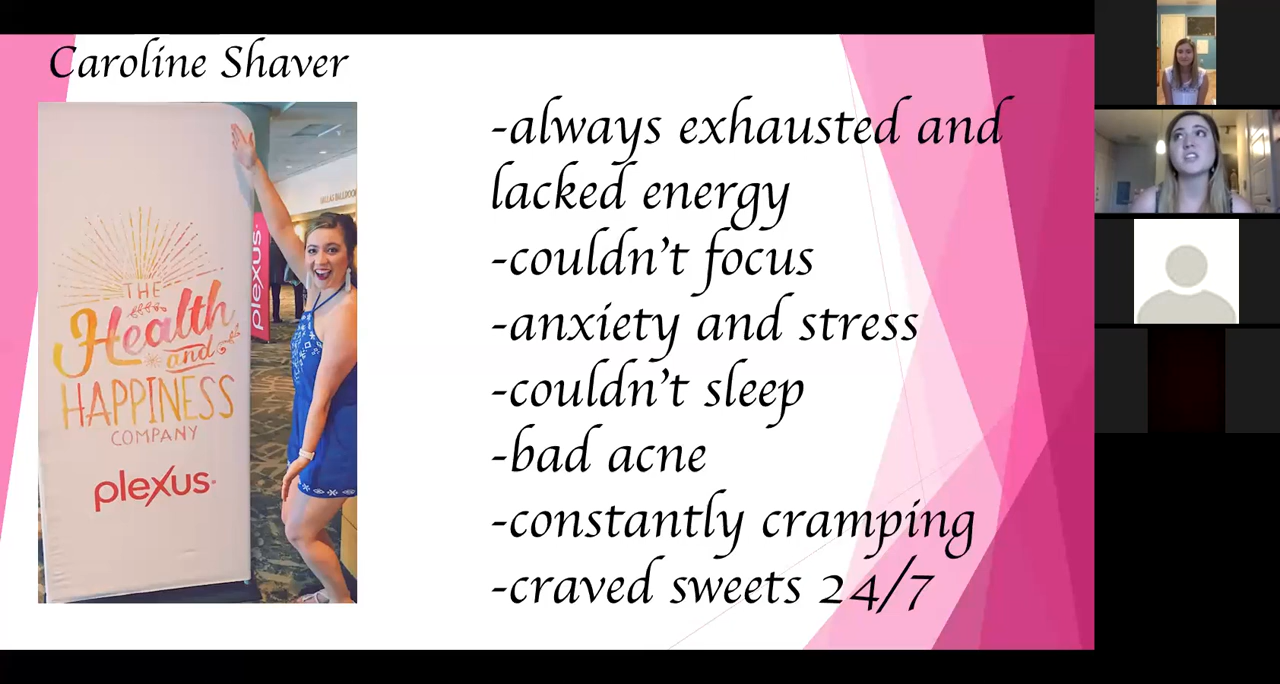 Caroline Shaver
THE
Health
and
HAPPINESS
COMPANY
plexus
plexus
-always exhausted and
lacked energy
-couldn't focus
-anxiety and stress
-couldn't sleep
-bad acne
-constantly cramping
-craved sweets 24/7